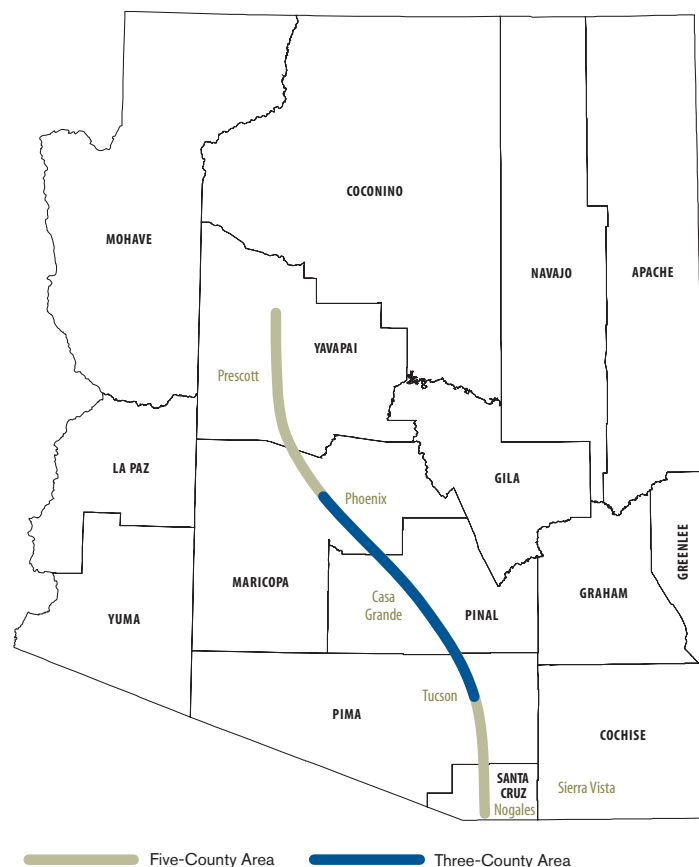 COCONINO
MOHAVE
NAVAJO
APACHE
YAVAPAI
Prescott
LA PAZ
GILA
Phoenix
GREENLEE
MARICOPA
Casa
Grande
GRAHAM
YUMA
PINAL
Tucson
PIMA
COCHISE
SANTA
CRUZ
Sierra Vista
Nogales
Five-County Area
Three-County Area